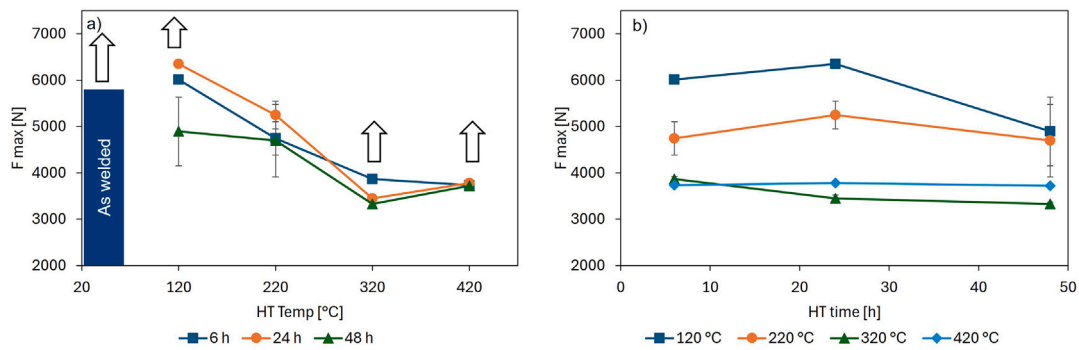 a)
F max [N]
7000
6000
5000
4000
3000
2000
As welded
20
120
220
320
420
HT Temp [°C]
6 h
24 h
48 h
b)
F max [N]
7000
6000
5000
4000
3000
2000
0
10
20
30
40
50
HT time [h]
120 °C
220 °C
320 °C
420 °C